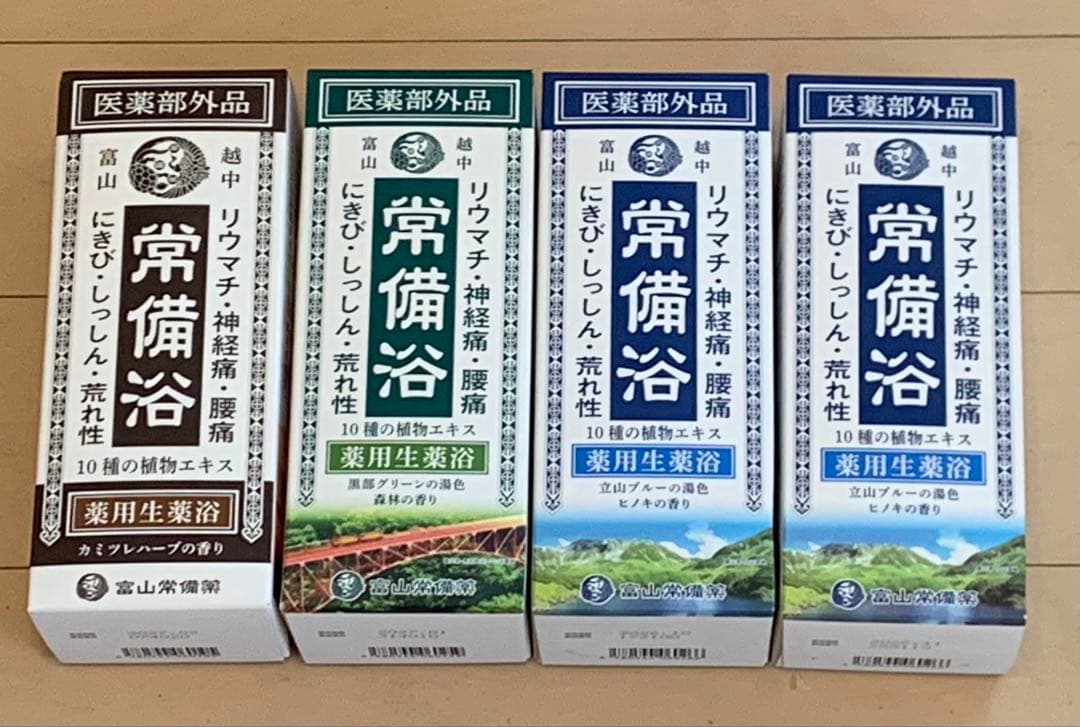 医薬部外品
越中
富山
リウマチ・神経痛・腰痛
にきび・しっしん・荒れ性
常備浴
10種の植物エキス
薬用生薬浴
カミツレハーブの香り
富山常備薬
医薬部外品
越中
富山
リウマチ・神経痛・腰痛
にきび・しっしん・荒れ性
常備浴
10種の植物エキス
薬用生薬浴
黒部グリーンの湯色
森林の香り
富山常備薬
医薬部外品
越中
富山
リウマチ・神経痛・腰痛
にきび・しっしん・荒れ性
常備浴
10種の植物エキス
薬用生薬浴
立山ブルーの湯色
ヒノキの香り
富山常備薬
医薬部外品
越中
富山
リウマチ・神経痛・腰痛
にきび・しっしん・荒れ性
常備浴
10種の植物エキス
薬用生薬浴
立山ブルーの湯色
ヒノキの香り
富山常備薬